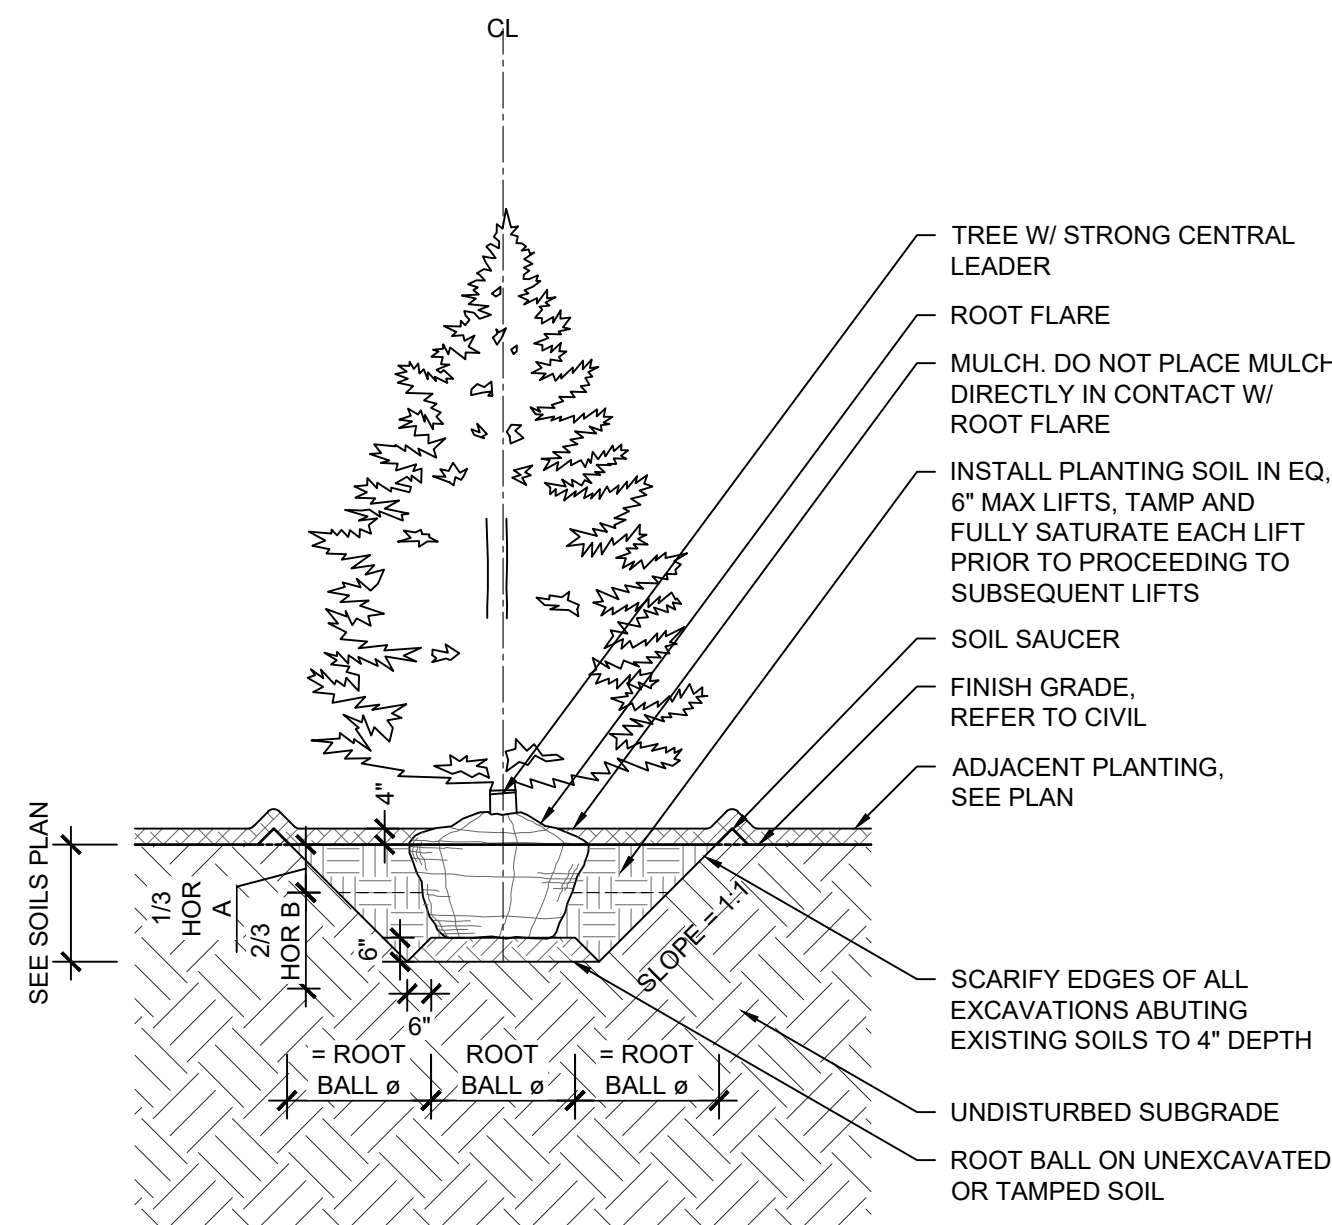 CL
TREE W/ STRONG CENTRAL
LEADER
ROOT FLARE
MULCH. DO NOT PLACE MULCH
DIRECTLY IN CONTACT W/
ROOT FLARE
INSTALL PLANTING SOIL IN EQ,
6" MAX LIFTS, TAMP AND
FULLY SATURATE EACH LIFT
PRIOR TO PROCEEDING TO
SUBSEQUENT LIFTS
SOIL SAUCER
FINISH GRADE,
REFER TO CIVIL
ADJACENT PLANTING,
SEE PLAN
SCARIFY EDGES OF ALL
EXCAVATIONS ABUTING
EXISTING SOILS TO 4" DEPTH
UNDISTURBED SUBGRADE
ROOT BALL ON UNEXCAVATED
OR TAMPED SOIL
SEE SOILS PLAN
1/3
HOR
A
2/3
HOR B
4"
6"
6"
SLOPE = 1:1
= ROOT
BALL ø
ROOT
BALL ø
= ROOT
BALL ø